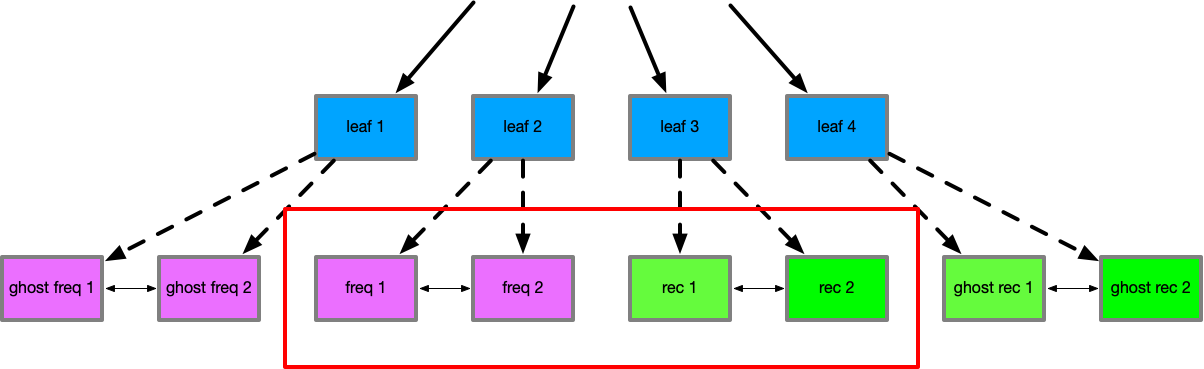 leaf 1
leaf 2
leaf 3
leaf 4
ghost freq 1
ghost freq 2
freq 1
freq 2
rec 1
rec 2
ghost rec 1
ghost rec 2